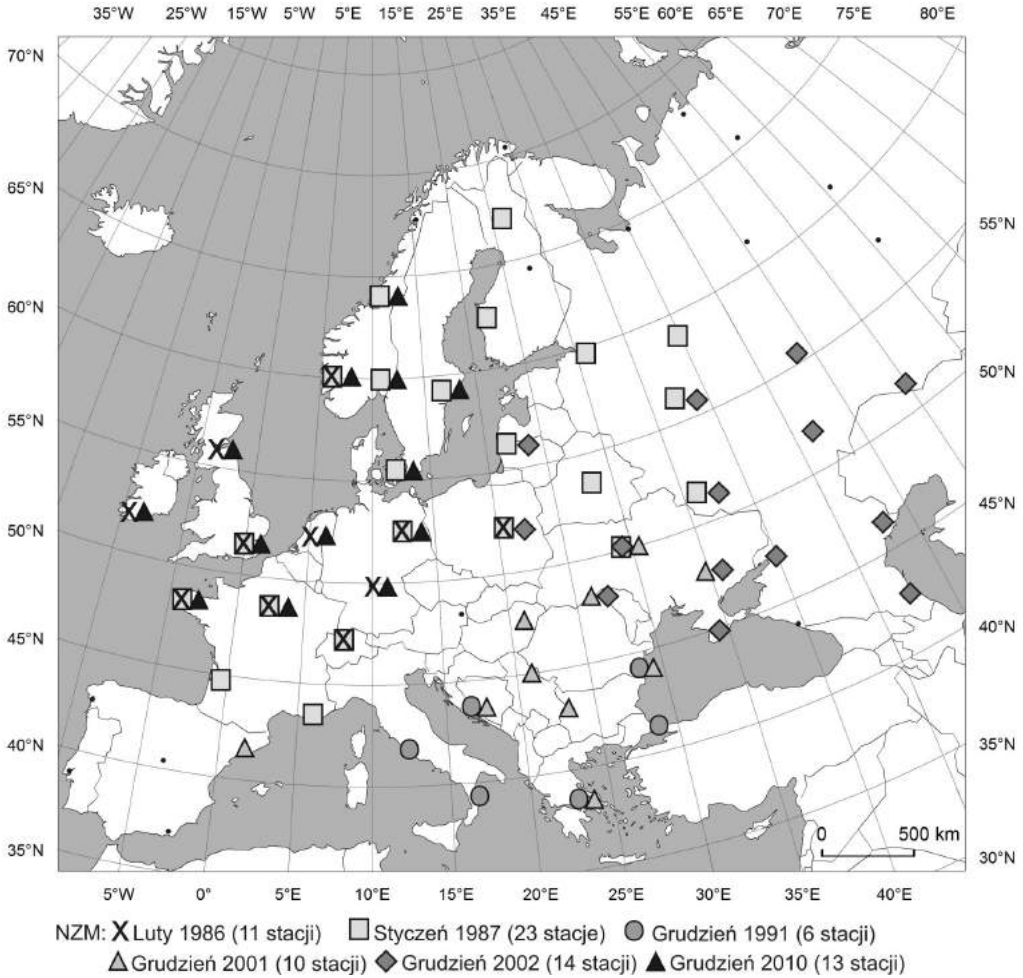 35°W 25°W 15°W 5°W 5°E 15°E 25°E 35°E 45°E 55°E 60°E 65°E 70°E 75°E 80°E
70°N
65°N
55°N
60°N
50°N
55°N
45°N
50°N
40°N
45°N
35°N
40°N
0 500 km
35°N
30°N
5°W 0° 5°E 10°E 15°E 20°E 25°E 30°E 35°E 40°E
NZM: X Luty 1986 (11 stacji) Styczeń 1987 (23 stacje) Grudzień 1991 (6 stacji)
Grudzień 2001 (10 stacji) Grudzień 2002 (14 stacji) Grudzień 2010 (13 stacji)